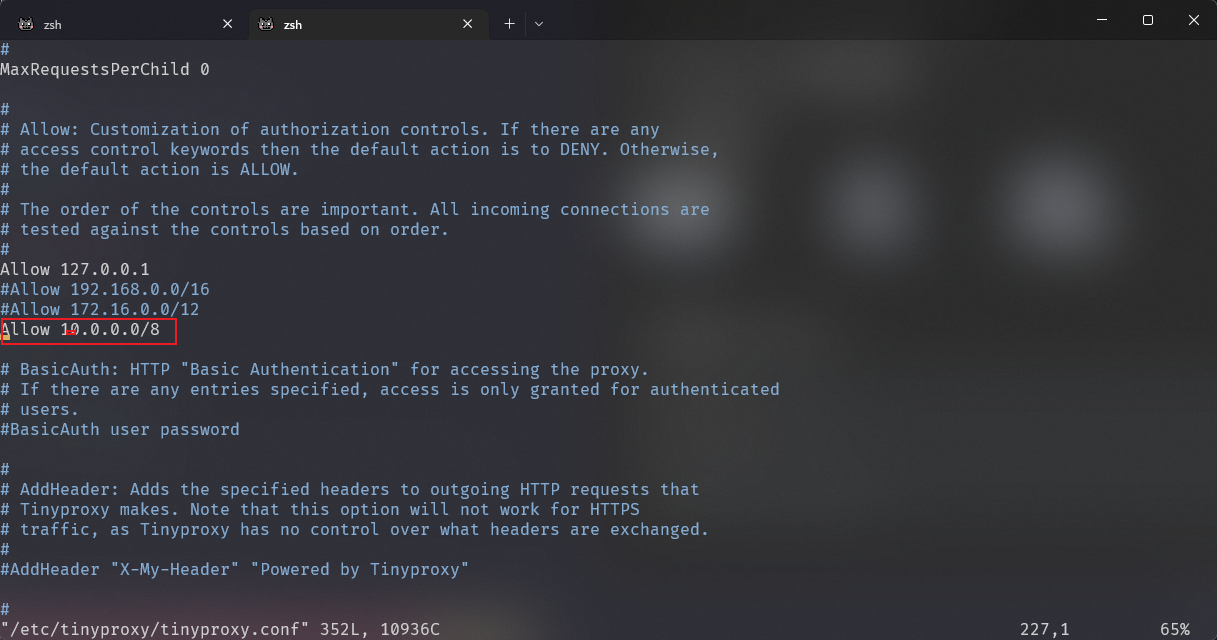 zsh
zsh
#
MaxRequestsPerChild 0
#
# Allow: Customization of authorization controls. If there are any
# access control keywords then the default action is to DENY. Otherwise,
# the default action is ALLOW.
#
# The order of the controls are important. All incoming connections are
# tested against the controls based on order.
#
Allow 127.0.0.1
#Allow 192.168.0.0/16
#Allow 172.16.0.0/12
Allow 10.0.0.0/8
# BasicAuth: HTTP "Basic Authentication" for accessing the proxy.
# If there are any entries specified, access is only granted for authenticated
# users.
#BasicAuth user password
#
# AddHeader: Adds the specified headers to outgoing HTTP requests that
# Tinyproxy makes. Note that this option will not work for HTTPS
# traffic, as Tinyproxy has no control over what headers are exchanged.
#
#AddHeader "X-My-Header" "Powered by Tinyproxy"
#
"/etc/tinyproxy/tinyproxy.conf" 352L, 10936C 227,1 65%